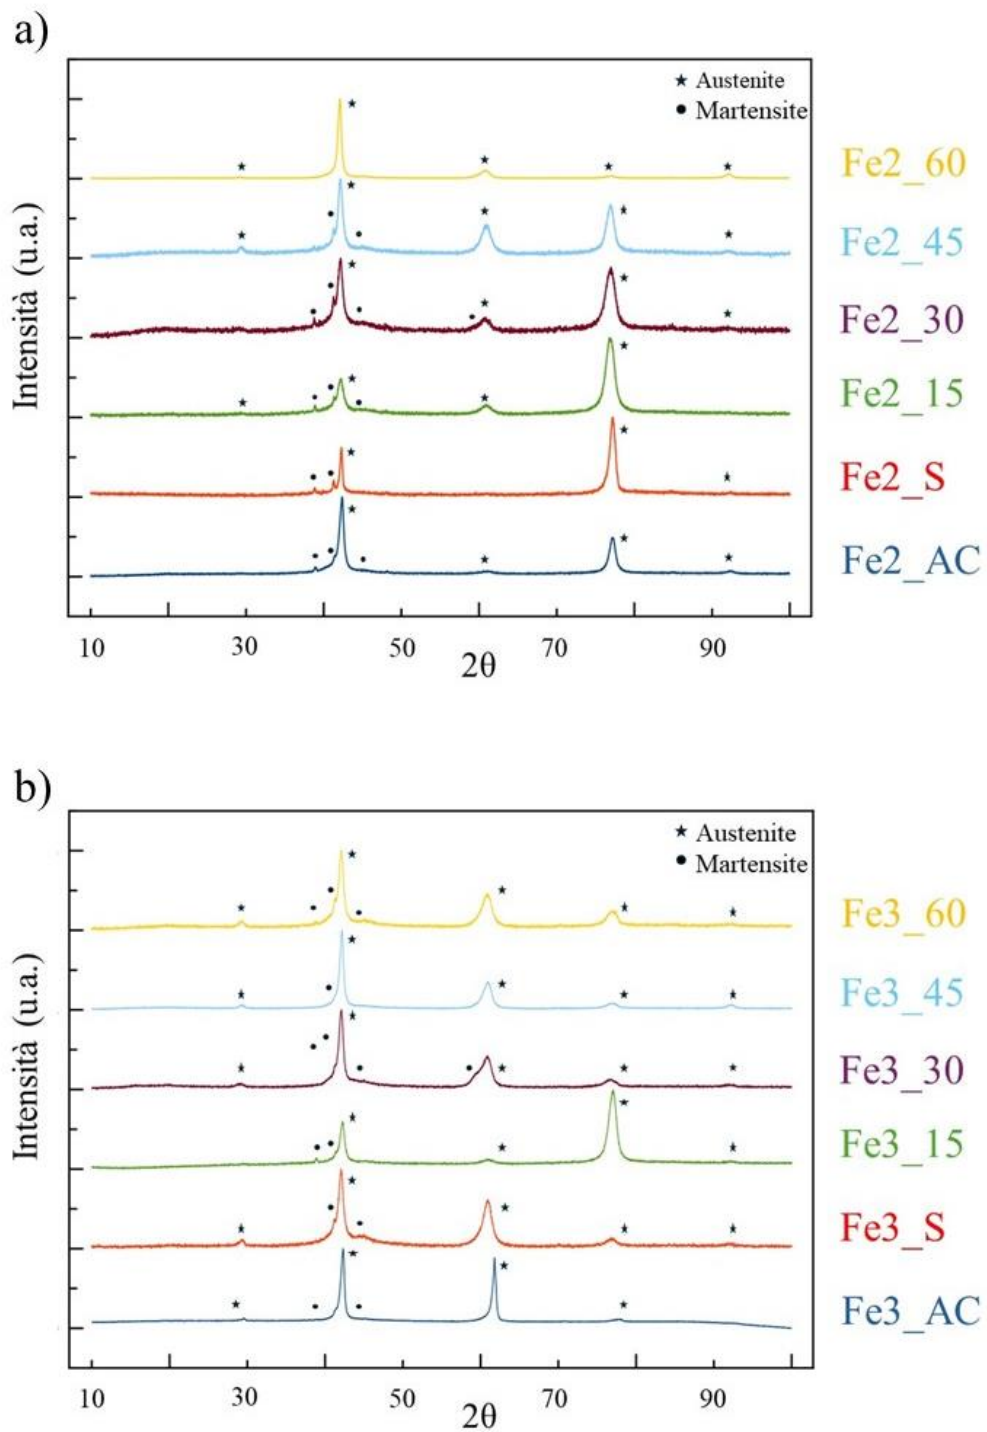 a)
★ Austenite
● Martensite
Fe2_60
Fe2_45
Fe2_30
Fe2_15
Fe2_S
Fe2_AC
Intensità (u.a.)
10 30 50 70 90
2θ
b)
★ Austenite
● Martensite
Fe3_60
Fe3_45
Fe3_30
Fe3_15
Fe3_S
Fe3_AC
Intensità (u.a.)
10 30 50 70 90
2θ